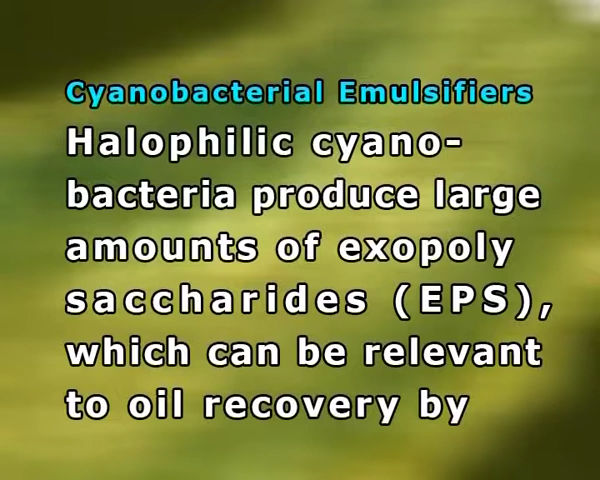 Cyanobacterial Emulsifiers
Halophilic cyano-
bacteria produce large
amounts of exopoly
saccharides (EPS),
which can be relevant
to oil recovery by